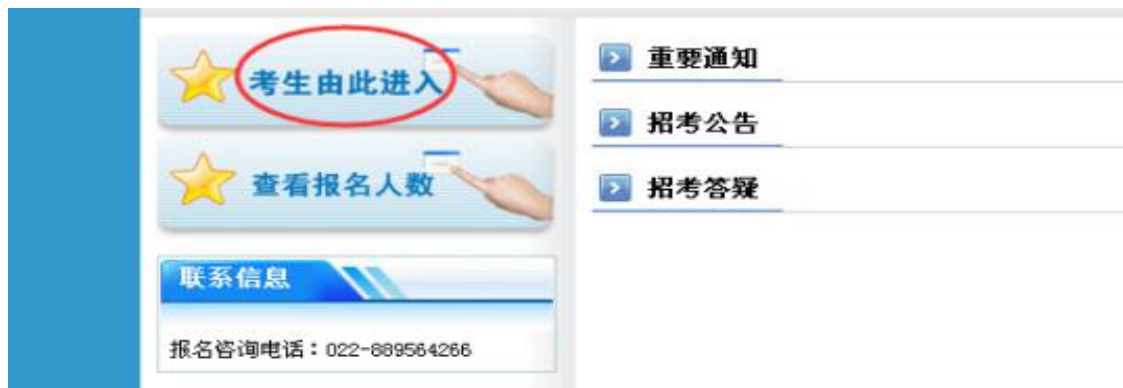 考生由此进入
查看报名人数
联系信息
报名咨询电话：022-889564266
重要通知
招考公告
招考答疑